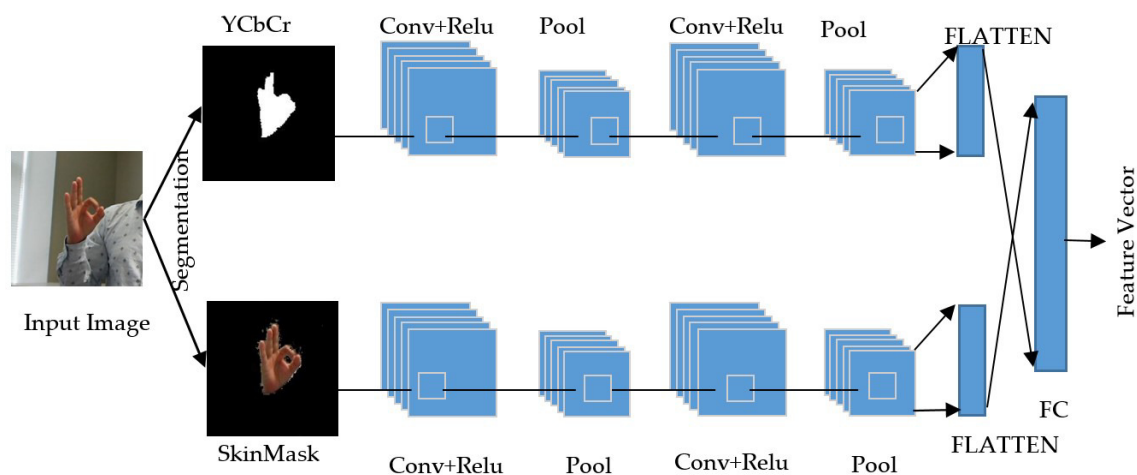 YCbCr
Conv+Relu
Pool
Conv+Relu
Pool
FLATTEN
Segmentation
Input Image
Feature Vector
SkinMask
FC
FLATTEN
Conv+Relu
Pool
Conv+Relu
Pool